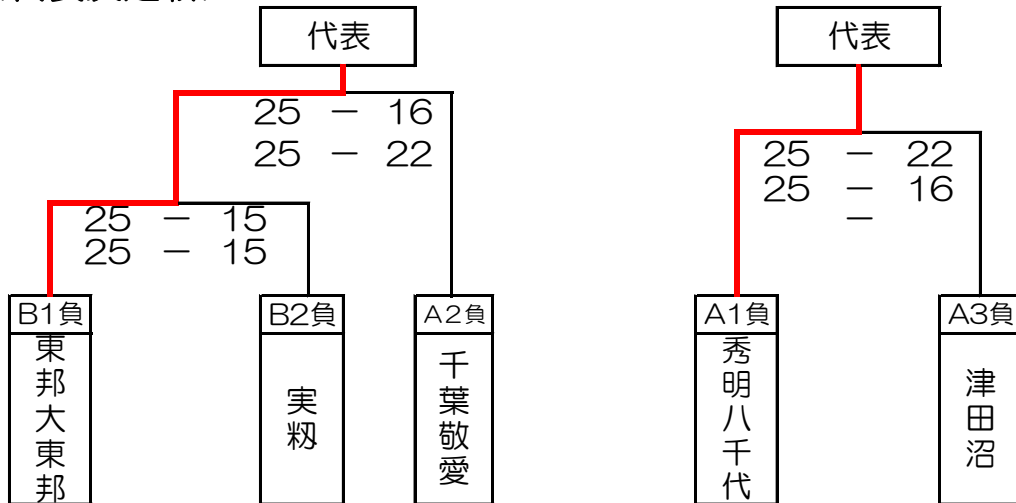 代表
25 － 16
25 － 22
25 － 15
25 － 15
B1負
東邦大東邦
B2負
実籾
A2負
千葉敬愛
代表
25 － 22
25 － 16
－
A1負
秀明八千代
A3負
津田沼